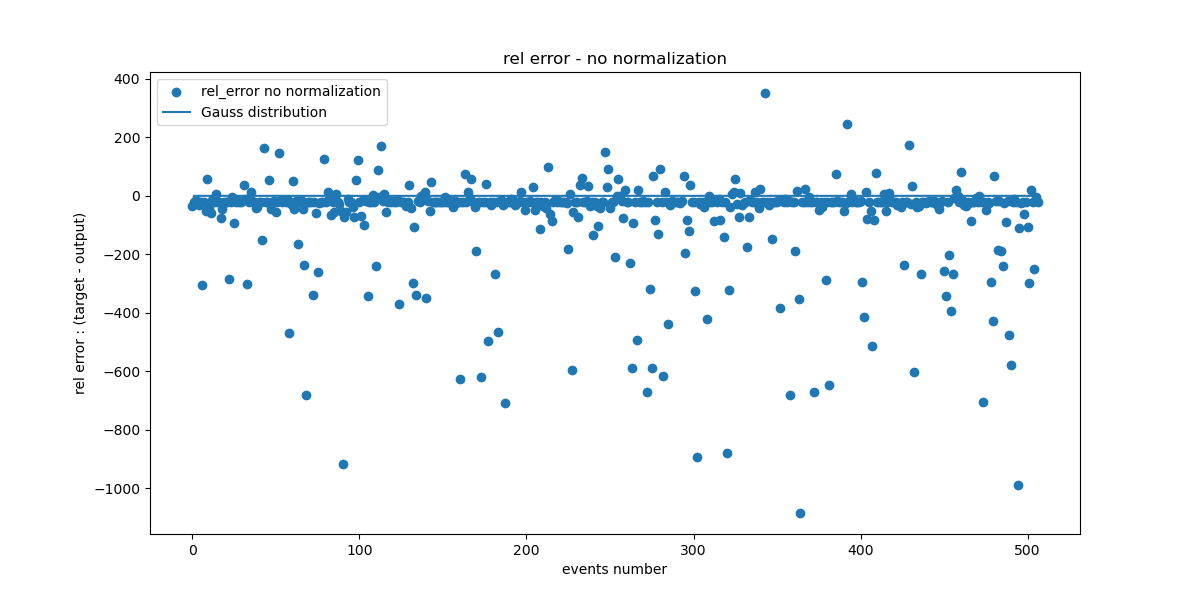 rel error - no normalization
rel_error no normalization
Gauss distribution
400
200
0
−200
−400
−600
−800
−1000
rel error : (target - output)
0 100 200 300 400 500
events number